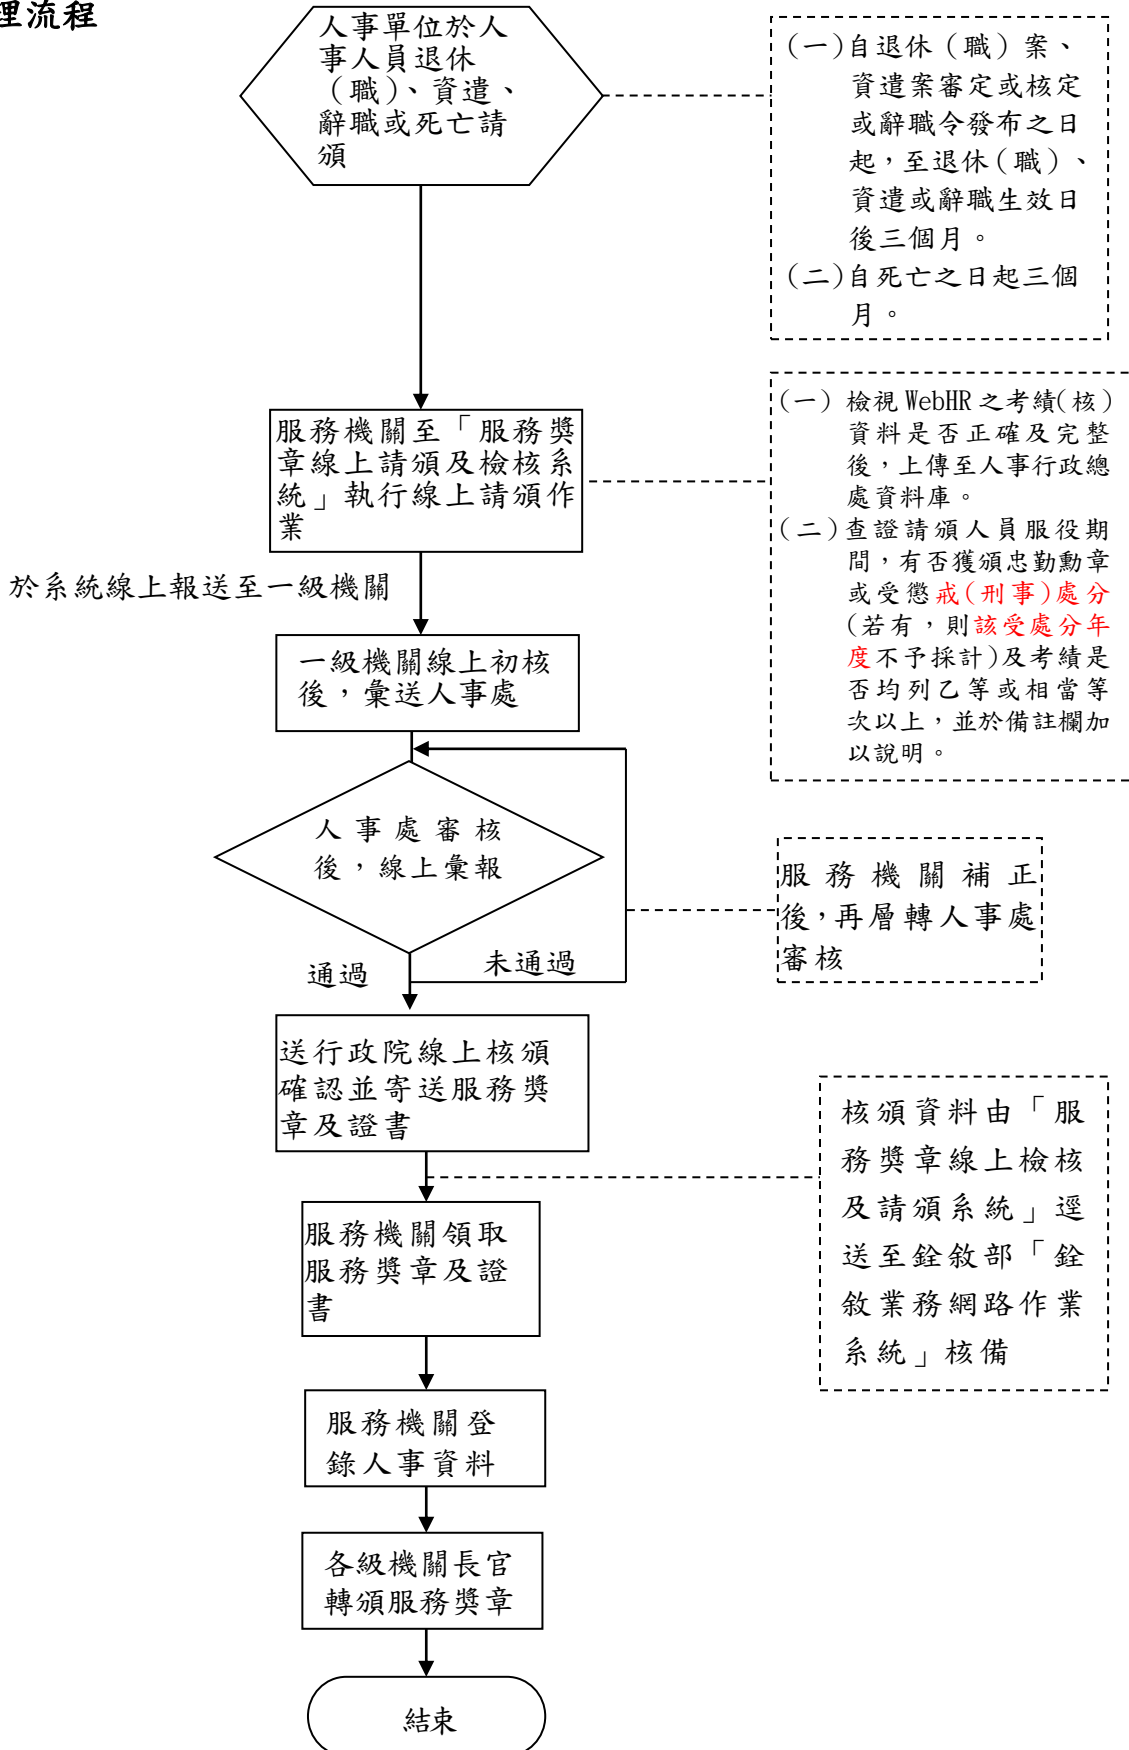 理流程
人事單位於人
事人員退休
（職）、資遣、
辭職或死亡請
頒
(一)自退休（職）案、
資遣案審定或核定
或辭職令發布之日
起，至退休（職）、
資遣或辭職生效日
後三個月。
(二)自死亡之日起三個
月。
服務機關至「服務獎
章線上請頒及檢核系
統」執行線上請頒作
業
(一) 檢視 WebHR 之考績(核)
資料是否正確及完整
後，上傳至人事行政總
處資料庫。
(二)查證請頒人員服役期
間，有否獲頒忠勤勳章
或受懲戒(刑事)處分
(若有，則該受處分年
度不予採計)及考績是
否均列乙等或相當等
次以上，並於備註欄加
以說明。
於系統線上報送至一級機關
一級機關線上初核
後，彙送人事處
人事處審核
後，線上彙報
服務機關補正
後，再層轉人事處
審核
通過
未通過
送行政院線上核頒
確認並寄送服務獎
章及證書
核頒資料由「服
務獎章線上檢核
及請頒系統」逕
送至銓敘部「銓
敘業務網路作業
系統」核備
服務機關領取
服務獎章及證
書
服務機關登
錄人事資料
各級機關長官
轉頒服務獎章
結束